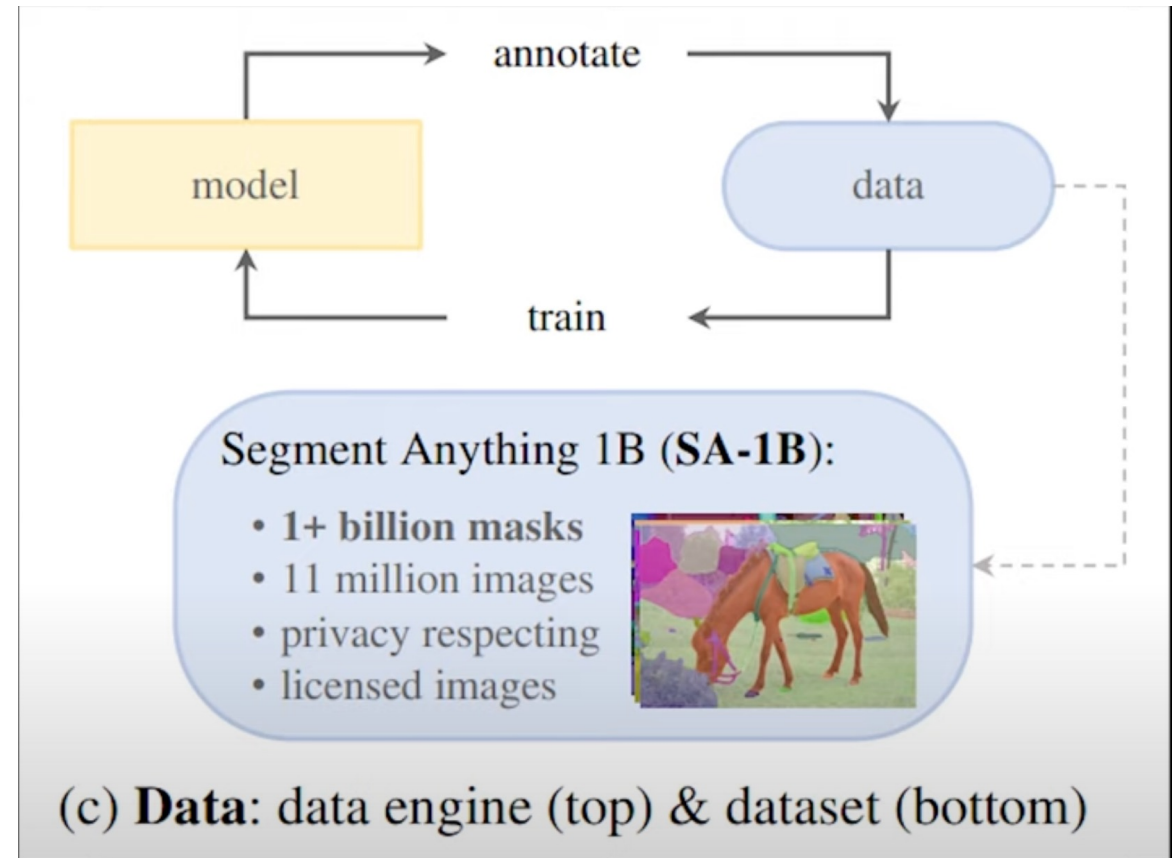 annotate
model
data
train
Segment Anything 1B (SA-1B):
• 1+ billion masks
• 11 million images
• privacy respecting
• licensed images
(c) Data: data engine (top) & dataset (bottom)